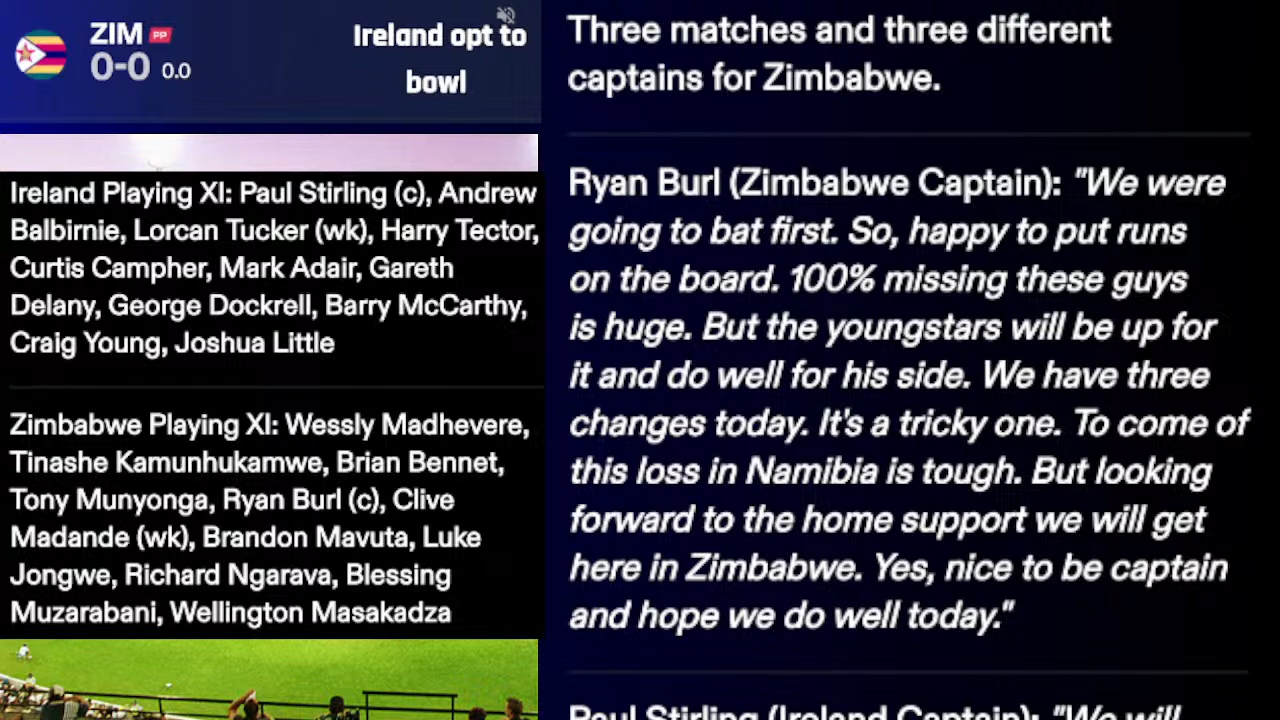 ZIM PP
0-0 0.0
Ireland opt to
bowl
Ireland Playing XI: Paul Stirling (c), Andrew
Balbirnie, Lorcan Tucker (wk), Harry Tector,
Curtis Campher, Mark Adair, Gareth
Delany, George Dockrell, Barry McCarthy,
Craig Young, Joshua Little
Zimbabwe Playing XI: Wessly Madhevere,
Tinashe Kamunhukamwe, Brian Bennet,
Tony Munyonga, Ryan Burl (c), Clive
Madande (wk), Brandon Mavuta, Luke
Jongwe, Richard Ngarava, Blessing
Muzarabani, Wellington Masakadza
Three matches and three different
captains for Zimbabwe.
Ryan Burl (Zimbabwe Captain): "We were
going to bat first. So, happy to put runs
on the board. 100% missing these guys
is huge. But the youngstars will be up for
it and do well for his side. We have three
changes today. It's a tricky one. To come of
this loss in Namibia is tough. But looking
forward to the home support we will get
here in Zimbabwe. Yes, nice to be captain
and hope we do well today."
Paul Stirling (Ireland Captain): "We will